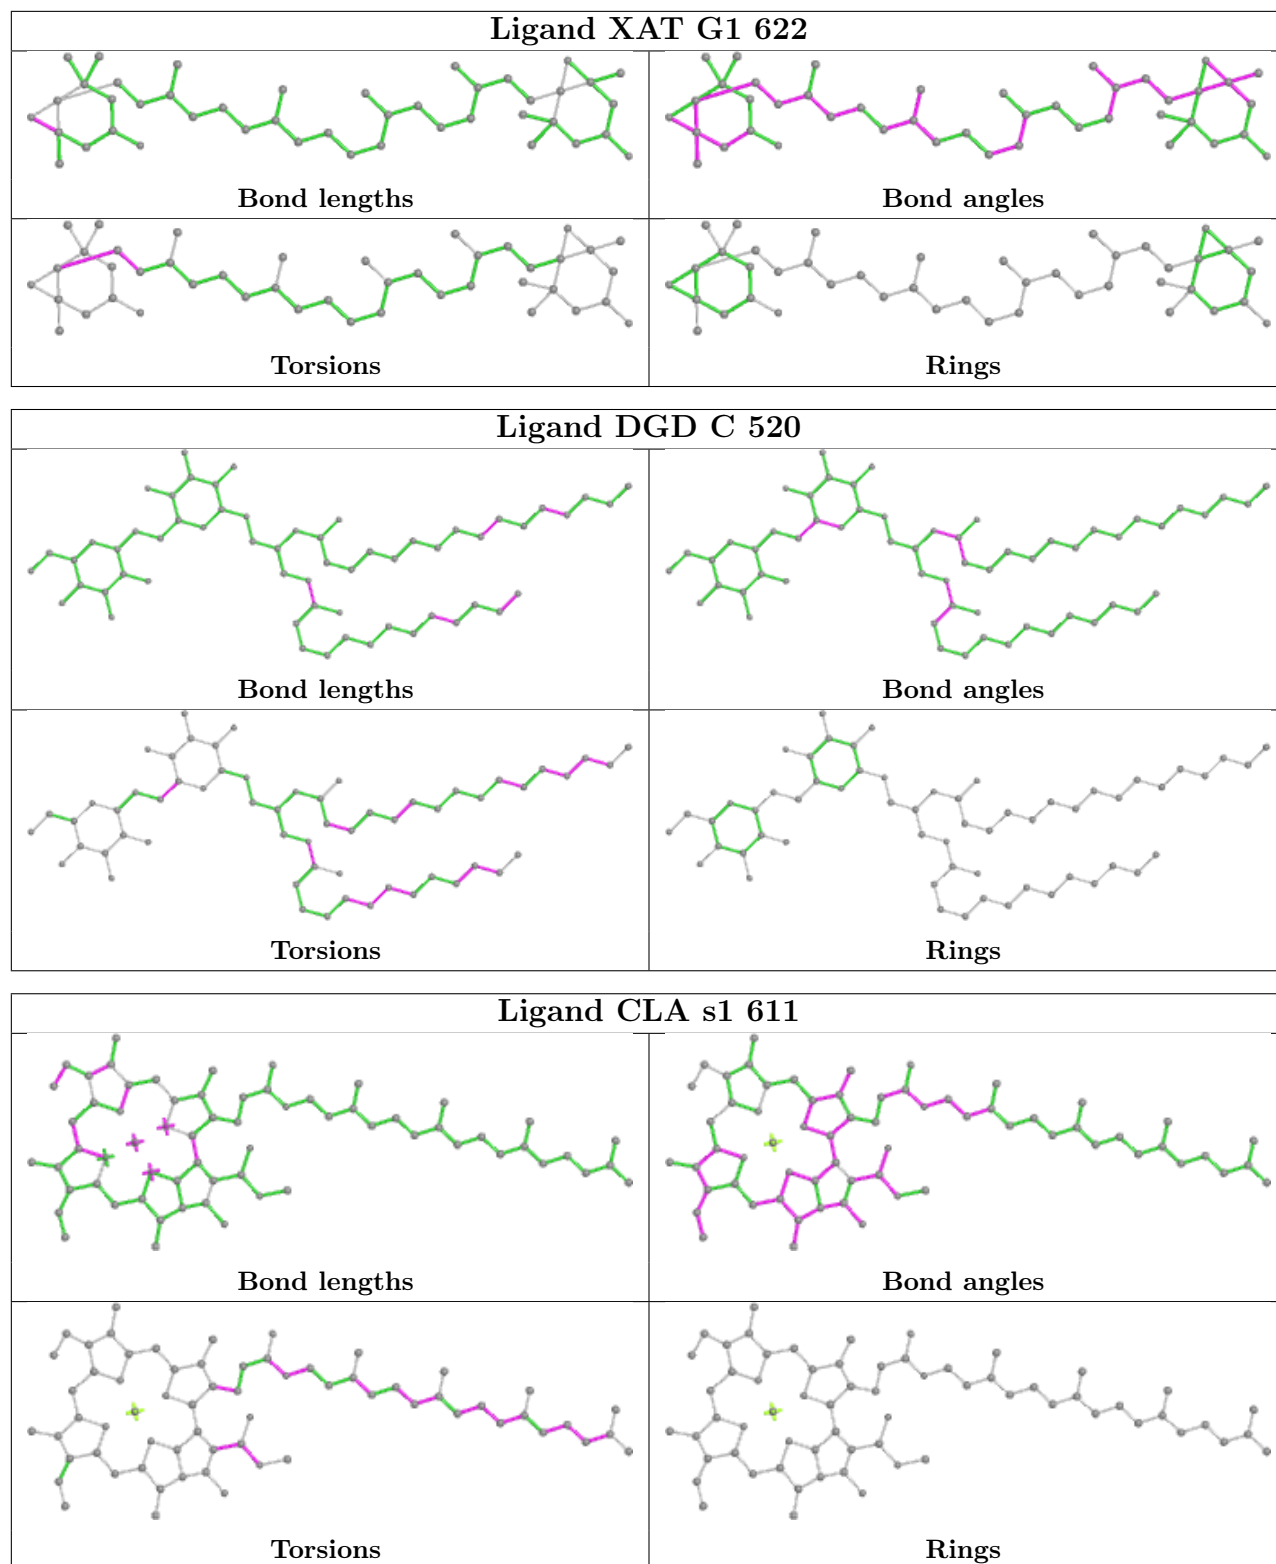 Ligand XAT G1 622
Bond lengths
Bond angles
Torsions
Rings
Ligand DGD C 520
Bond lengths
Bond angles
Torsions
Rings
Ligand CLA s1 611
Bond lengths
Bond angles
Torsions
Rings